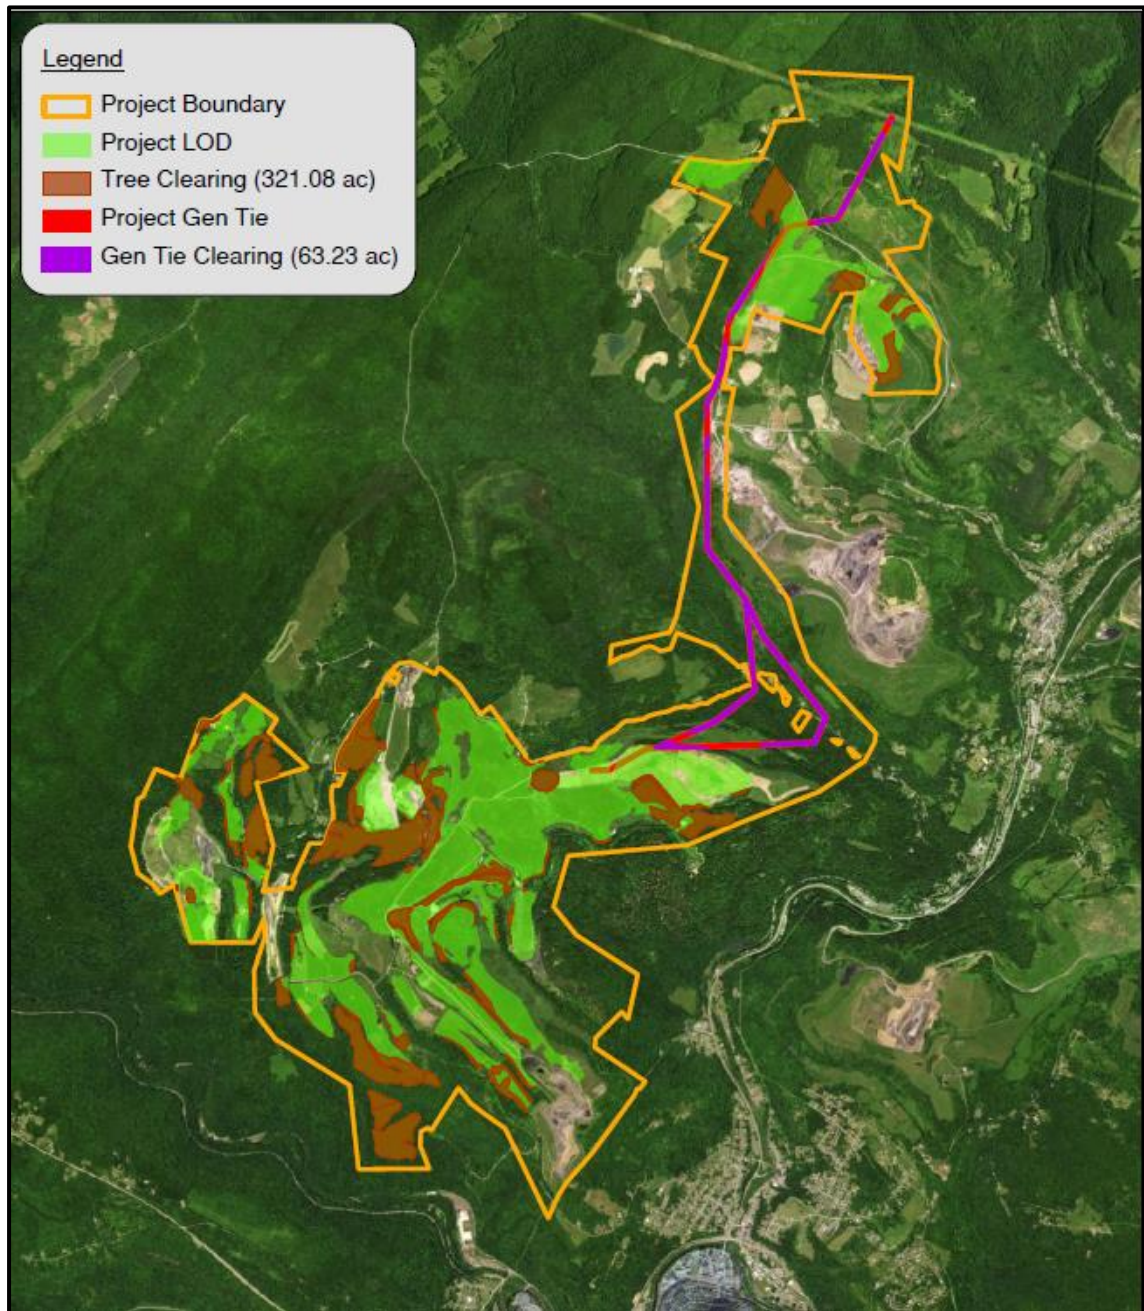 Legend
Project Boundary
Project LOD
Tree Clearing (321.08 ac)
Project Gen Tie
Gen Tie Clearing (63.23 ac)